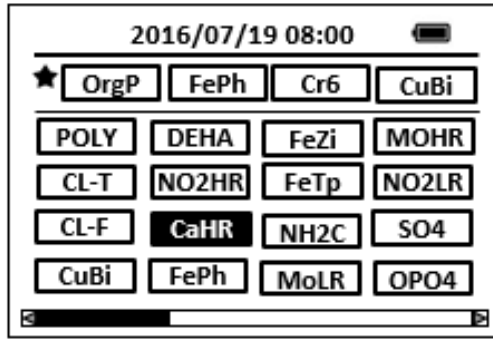 2016/07/19 08:00
OrgP FePh Cr6 CuBi
POLY DEHA FeZi MOHR
CL-T NO2HR FeTp NO2LR
CL-F CaHR NH2C SO4
CuBi FePh MoLR OPO4